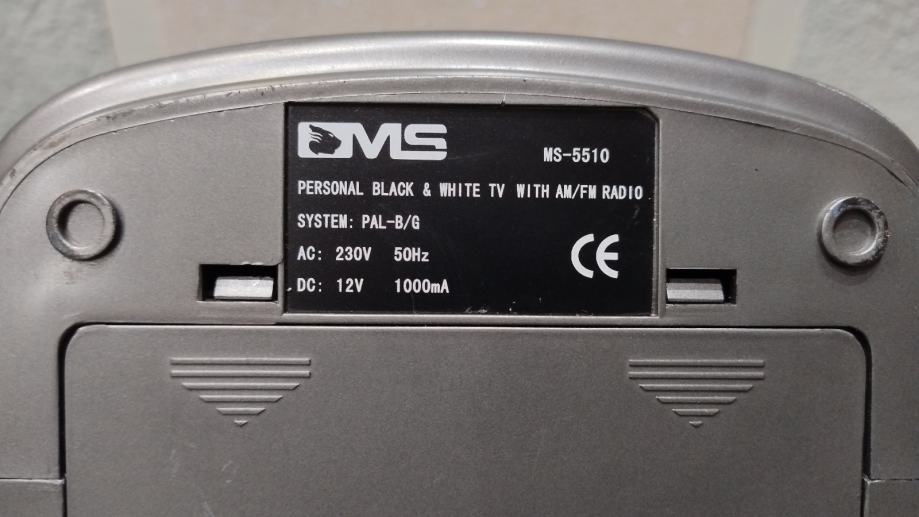 MS
MS-5510
PERSONAL BLACK & WHITE TV WITH AM/FM RADIO
SYSTEM: PAL-B/G
AC: 230V 50Hz
CE
DC: 12V 1000mA